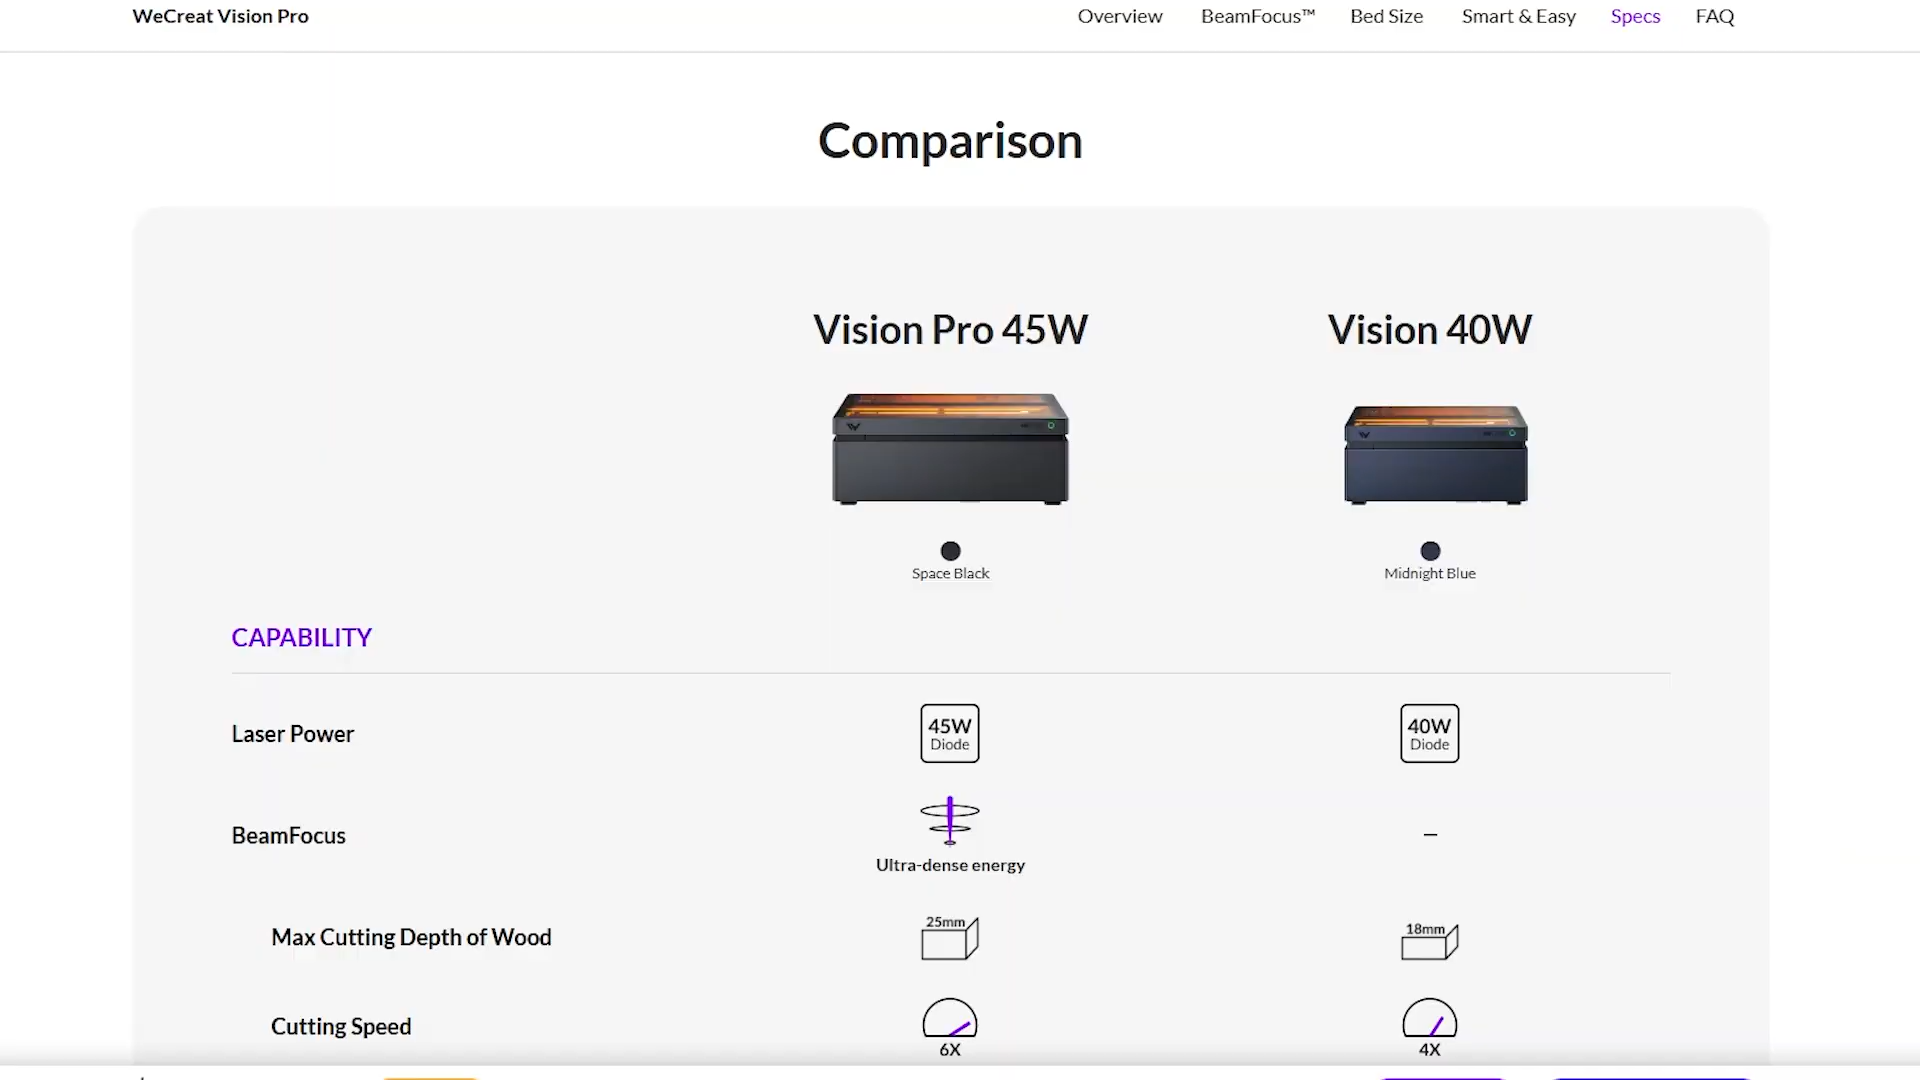 WeCreat Vision Pro
Overview
BeamFocus™
Bed Size
Smart & Easy
Specs
FAQ
Comparison
Vision Pro 45W
Vision 40W
Space Black
Midnight Blue
CAPABILITY
Laser Power
45W
Diode
40W
Diode
BeamFocus
Ultra-dense energy
–
Max Cutting Depth of Wood
25mm
18mm
Cutting Speed
6X
4X